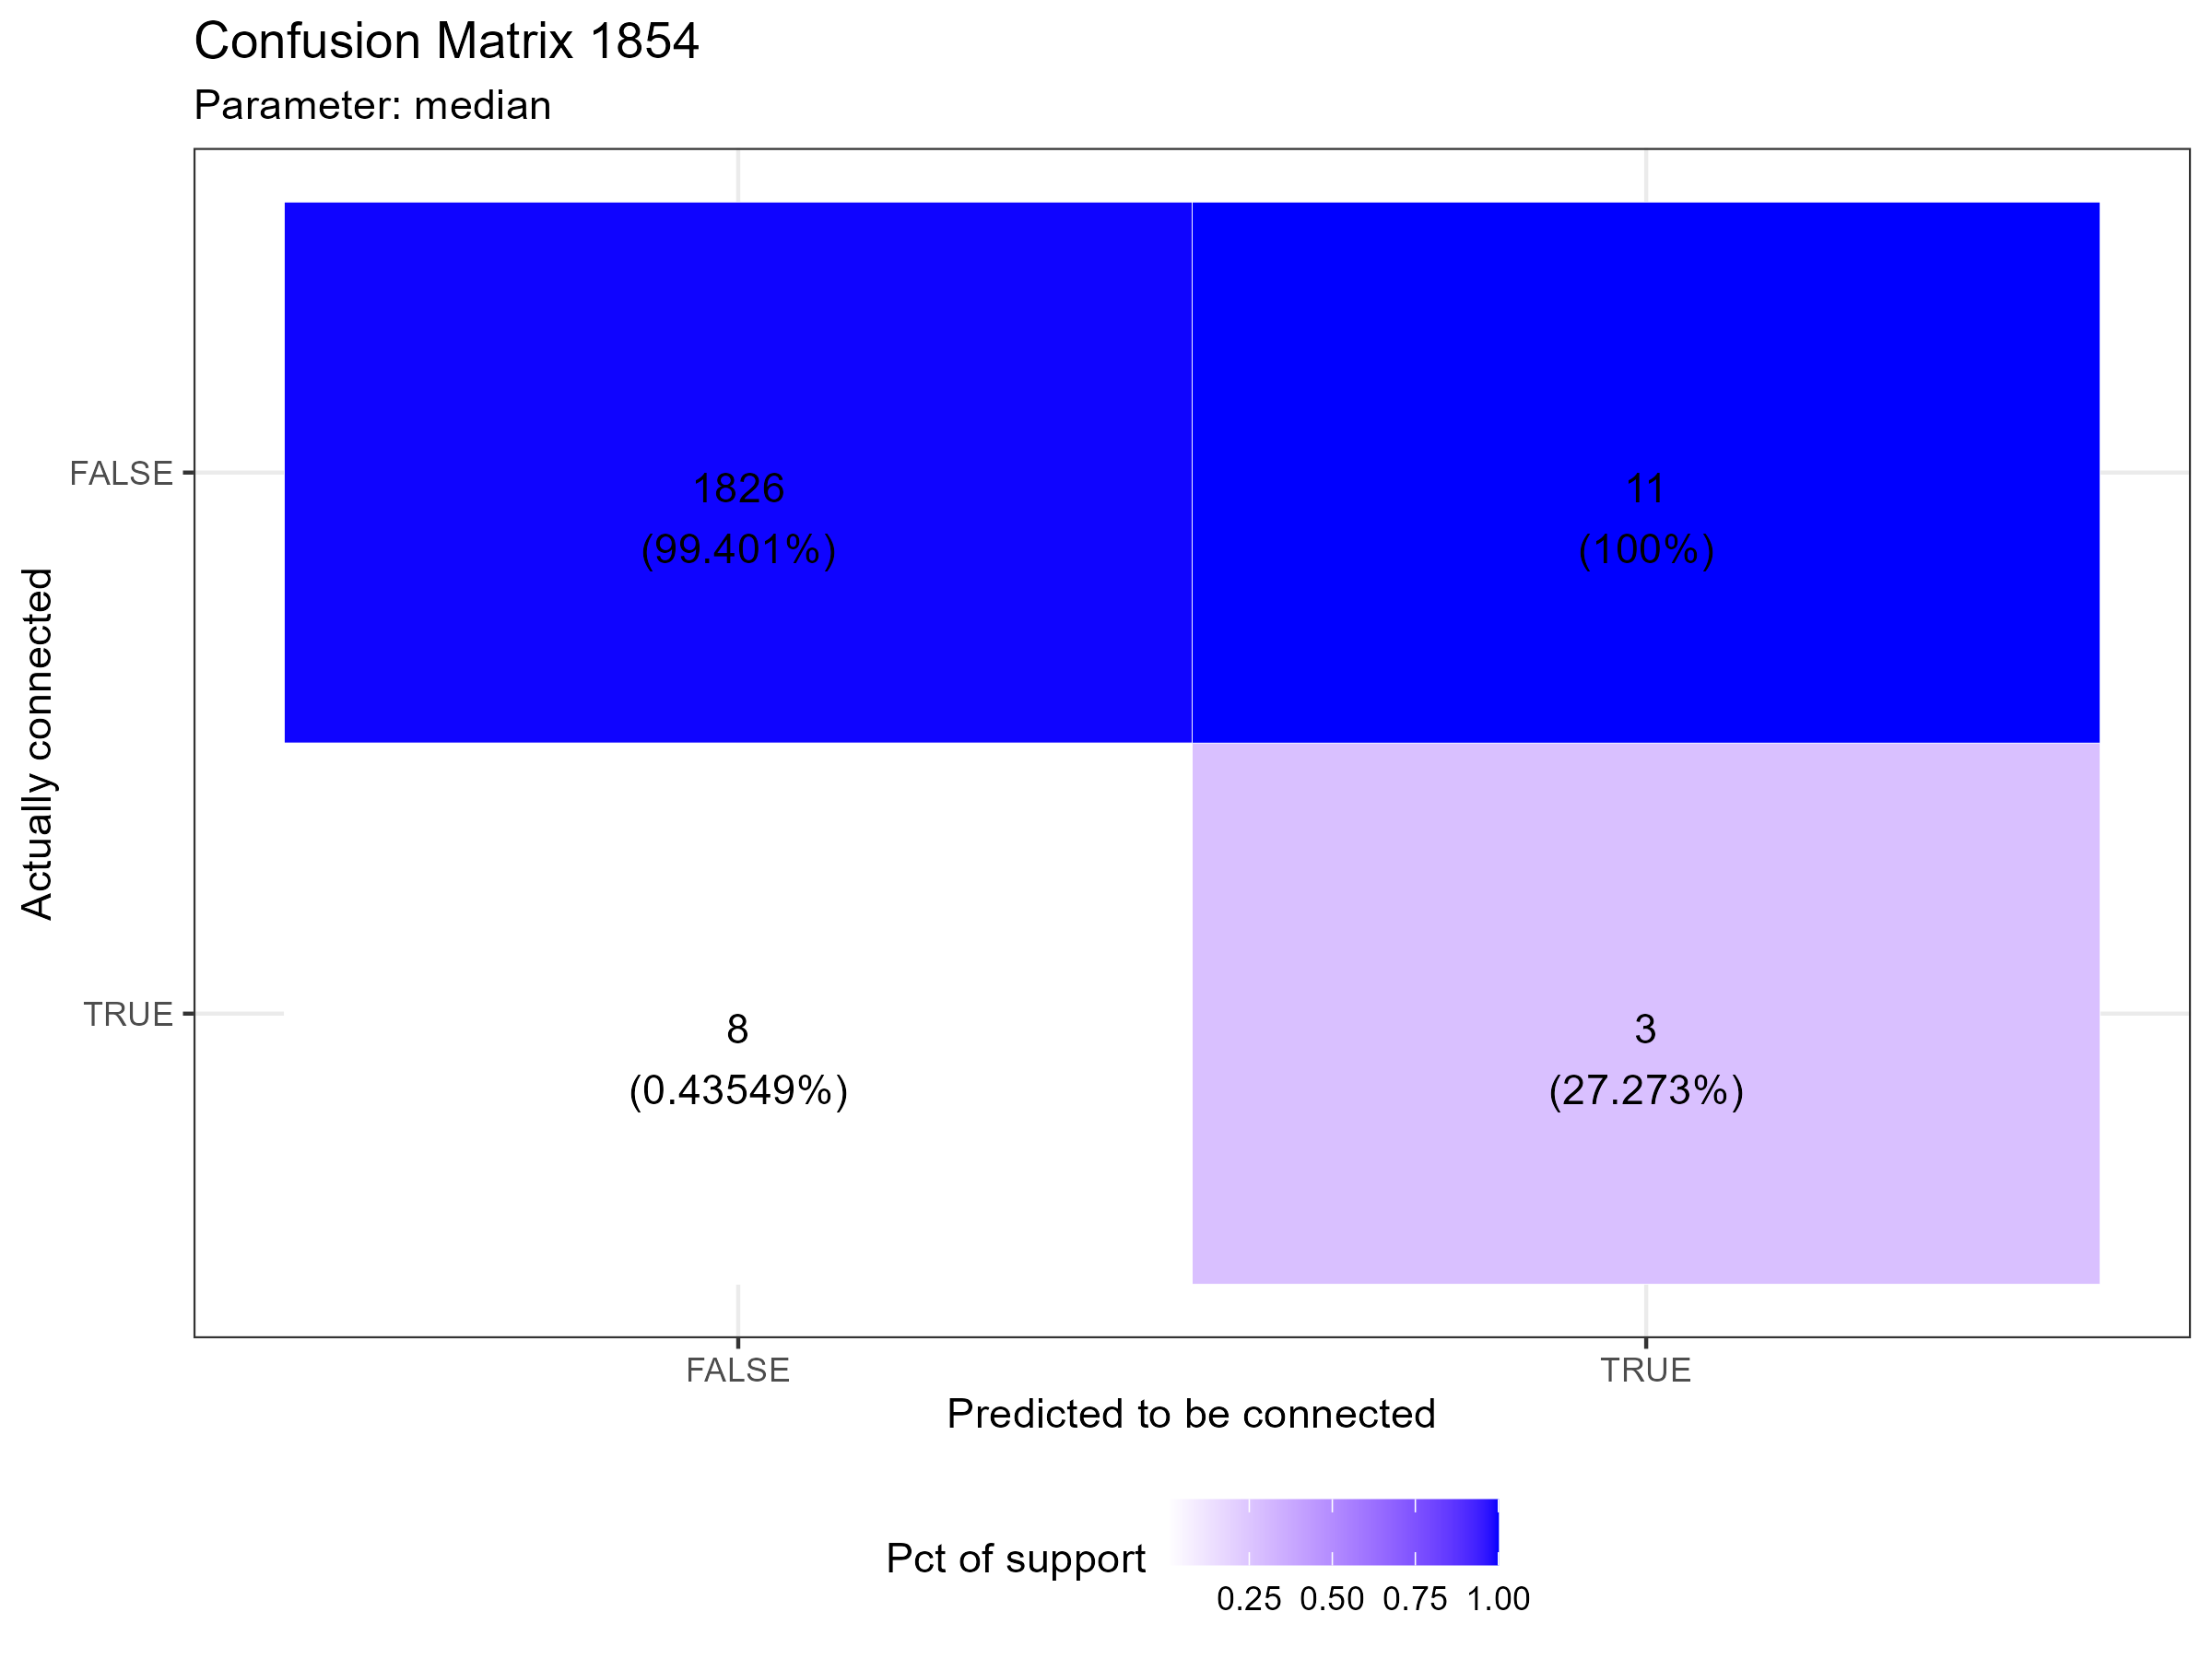 Confusion Matrix 1854
Parameter: median
Actually connected
FALSE
TRUE
1826
(99.401%)
11
(100%)
8
(0.43549%)
3
(27.273%)
FALSE
TRUE
Predicted to be connected
Pct of support
0.25 0.50 0.75 1.00